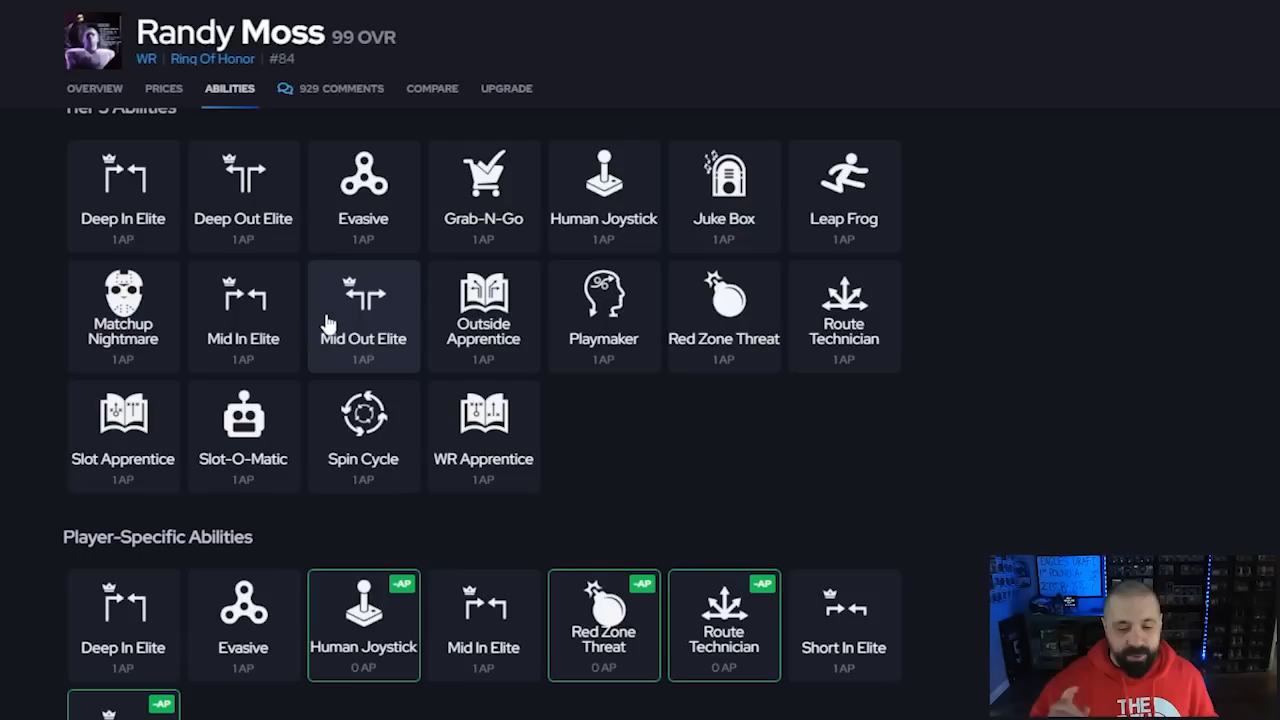 Randy Moss 99 OVR
WR | Ring Of Honor | #84
OVERVIEW PRICES ABILITIES 929 COMMENTS COMPARE UPGRADE
Tier 3 Abilities
Deep In Elite
1 AP
Deep Out Elite
1 AP
Evasive
1 AP
Grab-N-Go
1 AP
Human Joystick
1 AP
Juke Box
1 AP
Leap Frog
1 AP
Matchup
Nightmare
1 AP
Mid In Elite
1 AP
Mid Out Elite
1 AP
Outside
Apprentice
1 AP
Playmaker
1 AP
Red Zone Threat
1 AP
Route
Technician
1 AP
Slot Apprentice
1 AP
Slot-O-Matic
1 AP
Spin Cycle
1 AP
WR Apprentice
1 AP
Player-Specific Abilities
Deep In Elite
1 AP
Evasive
1 AP
-AP
Human Joystick
0 AP
Mid In Elite
1 AP
-AP
Red Zone
Threat
0 AP
-AP
Route
Technician
0 AP
Short In Elite
1 AP
-AP
EAGLES DRAFT
THE